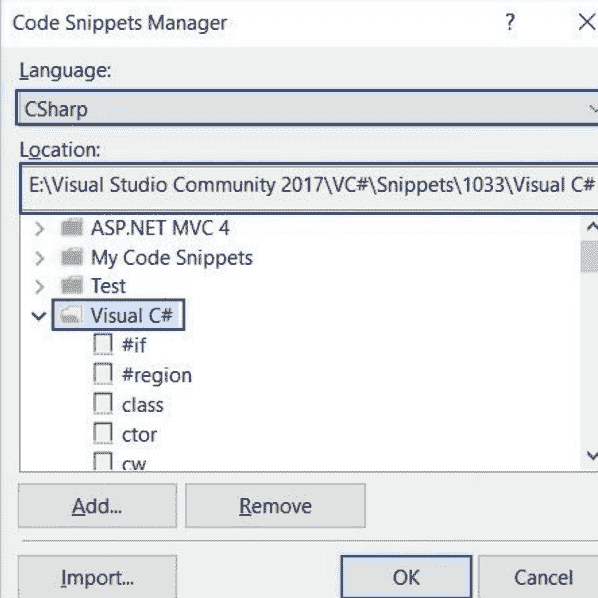 Code Snippets Manager ?
Language:
CSharp
Location:
E:\Visual Studio Community 2017\VC#\Snippets\1033\Visual C#
ASP.NET MVC 4
My Code Snippets
Test
Visual C#
#if
#region
class
ctor
cw
Add... Remove
Import... OK Cancel